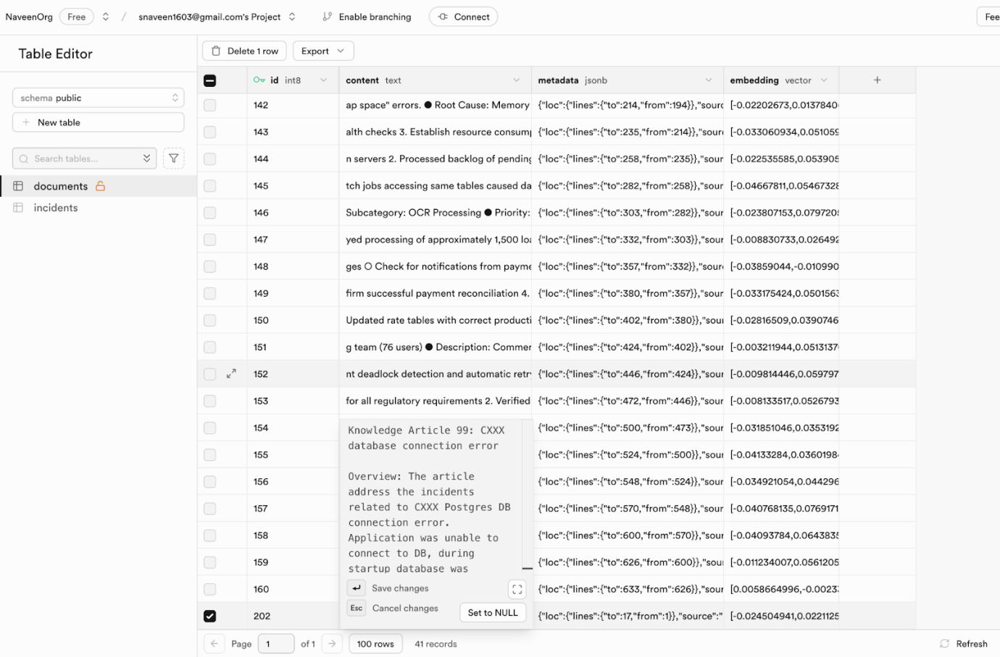 NaveenOrg Free / snaveen1603@gmail.com's Project Enable branching Connect Fee
Table Editor
Delete 1 row Export
schema public
New table
Search tables...
documents
incidents
id int8 content text metadata jsonb embedding vector +
142 ap space" errors. ● Root Cause: Memory {"loc":{"lines":{"to":214,"from":194}},"sourc [-0.02202673,0.0137840
143 alth checks 3. Establish resource consump {"loc":{"lines":{"to":235,"from":214}},"sour [-0.033060934,0.051059
144 n servers 2. Processed backlog of pending {"loc":{"lines":{"to":258,"from":235}},"sour [-0.022535585,0.053905
145 tch jobs accessing same tables caused da {"loc":{"lines":{"to":282,"from":258}},"sour [-0.04667811,0.05467328
146 Subcategory: OCR Processing ● Priority: {"loc":{"lines":{"to":303,"from":282}},"sour [-0.023807153,0.079720
147 yed processing of approximately 1,500 loa {"loc":{"lines":{"to":332,"from":303}},"sour [-0.008830733,0.026492
148 ges ○ Check for notifications from payme {"loc":{"lines":{"to":357,"from":332}},"sour [-0.03859044,-0.010990
149 firm successful payment reconciliation 4. {"loc":{"lines":{"to":380,"from":357}},"sour [-0.033175424,0.0501563
150 Updated rate tables with correct producti {"loc":{"lines":{"to":402,"from":380}},"sour [-0.02816509,0.0390746
151 g team (76 users) ● Description: Commer {"loc":{"lines":{"to":424,"from":402}},"sour [-0.003211944,0.051313
152 nt deadlock detection and automatic retry {"loc":{"lines":{"to":446,"from":424}},"sour [-0.009814446,0.059797
153 for all regulatory requirements 2. Verified {"loc":{"lines":{"to":472,"from":446}},"sour [-0.008133517,0.0526793
154 {"loc":{"lines":{"to":500,"from":473}},"sour [-0.031851046,0.0353192
155 {"loc":{"lines":{"to":524,"from":500}},"sour [-0.04133284,0.0360198
156 {"loc":{"lines":{"to":548,"from":524}},"sour [-0.034921054,0.044296
157 {"loc":{"lines":{"to":570,"from":548}},"sour [-0.040768135,0.0769171
158 {"loc":{"lines":{"to":600,"from":570}},"sour [-0.04093784,0.0643835
159 {"loc":{"lines":{"to":626,"from":600}},"sour [-0.011234007,0.0561205
160 {"loc":{"lines":{"to":633,"from":626}},"sour [0.0058664996,-0.0023
202 {"loc":{"lines":{"to":17,"from":1}},"source":" [-0.024504941,0.0221125
Knowledge Article 99: CXXX
database connection error
Overview: The article
address the incidents
related to CXXX Postgres DB
connection error.
Application was unable to
connect to DB, during
startup database was
Save changes
Esc Cancel changes Set to NULL
Page 1 of 1 100 rows 41 records Refresh